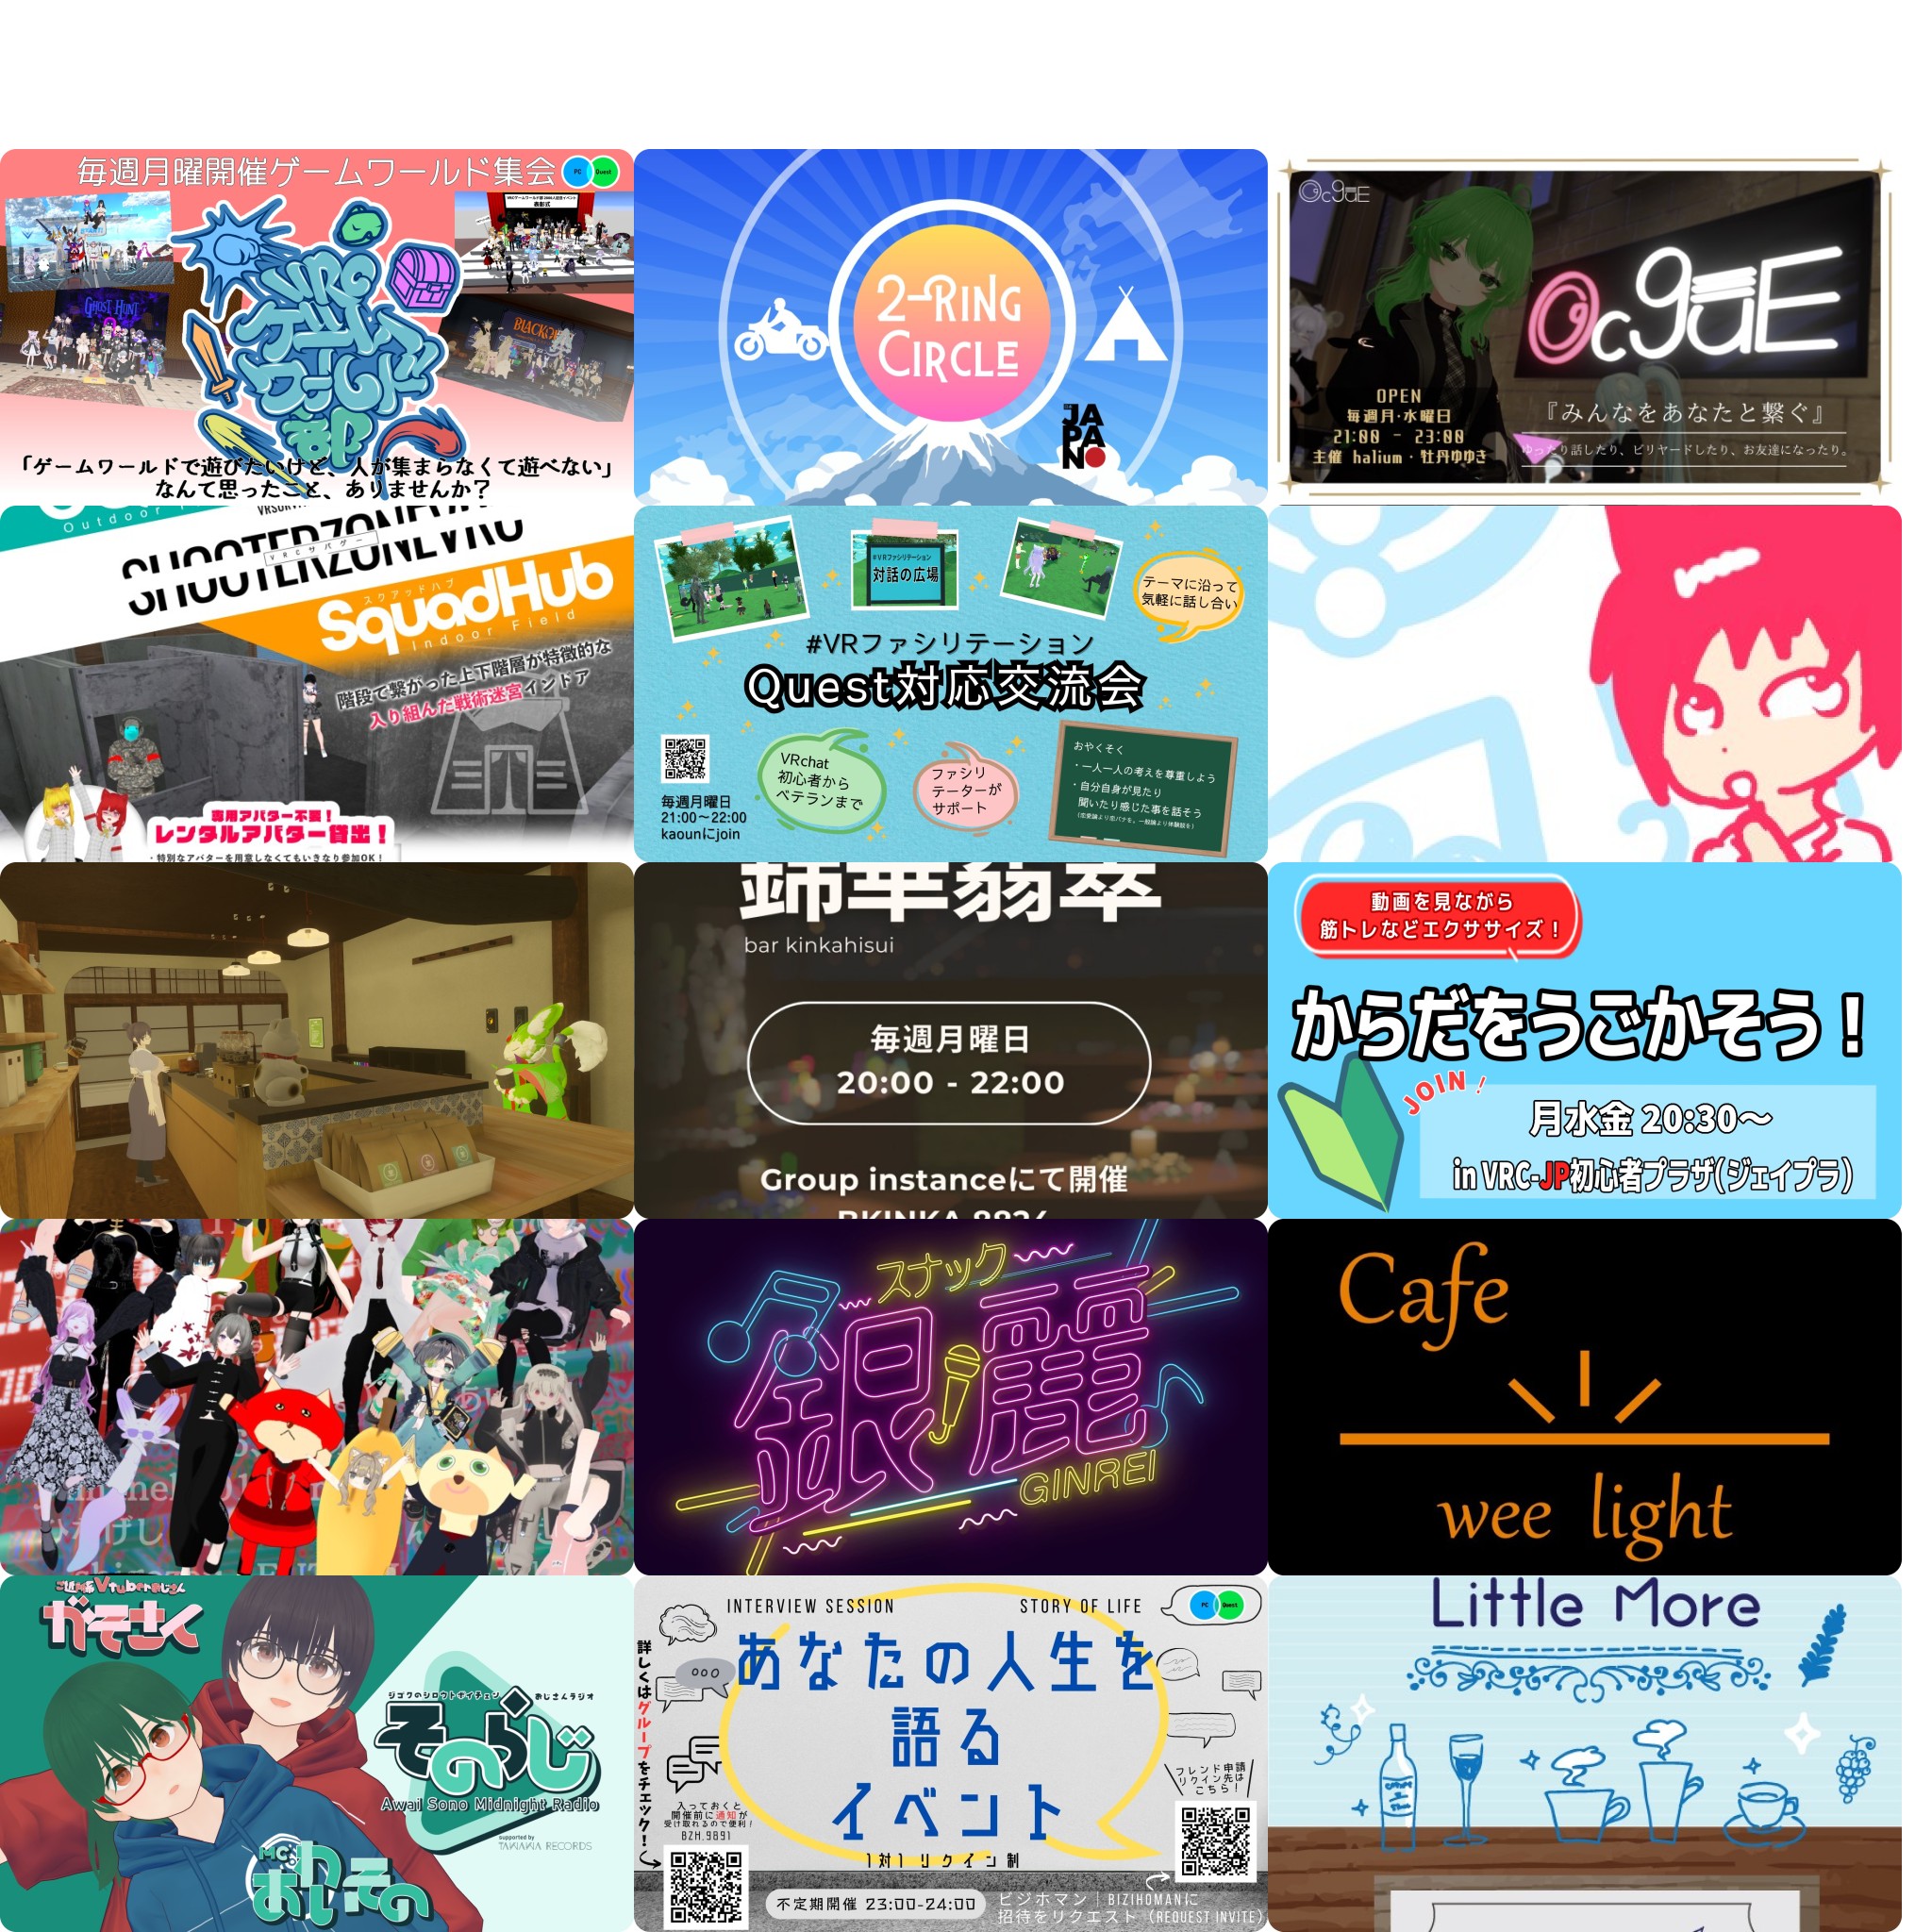 毎週月曜開催ゲームワールド集会
PC
Quest
GHOST HUNT
VRC
ゲーム
ワールド
部
「ゲームワールドで遊びたいけど、人が集まらなくて遊べない」
なんて思ったこと、ありませんか？
2-RING
CIRCLE
JA
PA
N
OcguE
OcguE
OPEN
毎週月・水曜日
21:00 - 23:00
主催 halium・牡丹ゆゆき
『みんなをあなたと繋ぐ』
ゆったり話したり、ビリヤードしたり、お友達になったり。
Outdoor
SHOOTERZONEVRC
VRCサバゲー
スクアッドハブ
SquadHub
Indoor Field
階段で繋がった上下階層が特徴的な
入り組んだ戦術迷宮インドア
専用アバター不要！
レンタルアバター貸出！
・特別なアバターを用意しなくてもいきなり参加OK！
#VRファシリテーション
対話の広場
テーマに沿って
気軽に話し合い
#VRファシリテーション
Quest対応交流会
毎週月曜日
21:00～22:00
kaounにjoin
VRchat
初心者から
ベテランまで
ファシリ
テーターが
サポート
おやくそく
・一人一人の考えを尊重しよう
・自分自身が見たり
聞いたり感じた事を話そう
錦華翡翠
bar kinkahisui
毎週月曜日
20:00 - 22:00
Group instanceにて開催
動画を見ながら
筋トレなどエクササイズ！
からだをうごかそう！
JOIN！
月水金 20:30～
in VRC-JP初心者プラザ(ジェイプラ)
スナック
銀麗
GINREI
Cafe
wee light
ご近所系Vtuberおじさん
がそさく
ジゴクのシロウトボイチェン おじさんラジオ
そのらじ
Awai Sono Midnight Radio
supported by
TAWAWA RECORDS
MC
あわいその
INTERVIEW SESSION
STORY OF LIFE
PC
Quest
あなたの人生を
語る
イベント
1対1 リクイン制
詳しくはグループをチェック！
入っておくと
開催前に通知が
受け取れるので便利！
BZH.9891
フレンド申請
リクイン先は
こちら！
不定期開催 23:00-24:00
ビジホマン｜BIZIHOMANに
招待をリクエスト（REQUEST INVITE）
Little More